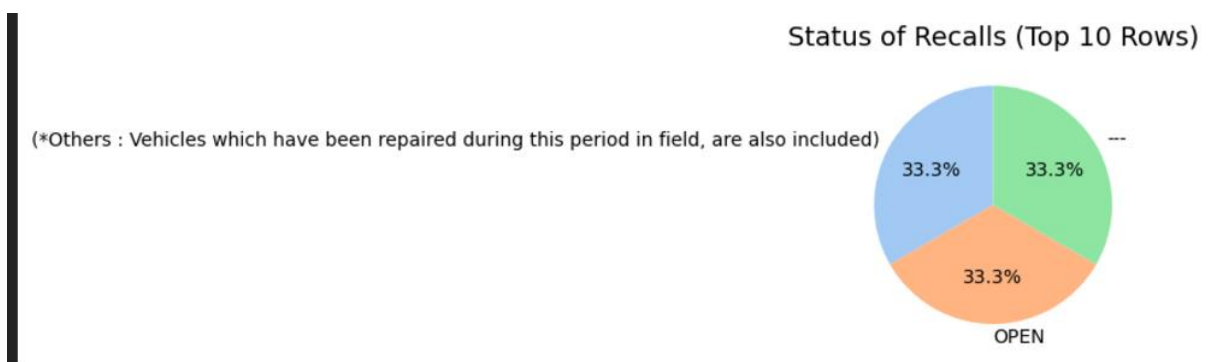 Status of Recalls (Top 10 Rows)
(*Others : Vehicles which have been repaired during this period in field, are also included)
---
33.3%
33.3%
33.3%
OPEN